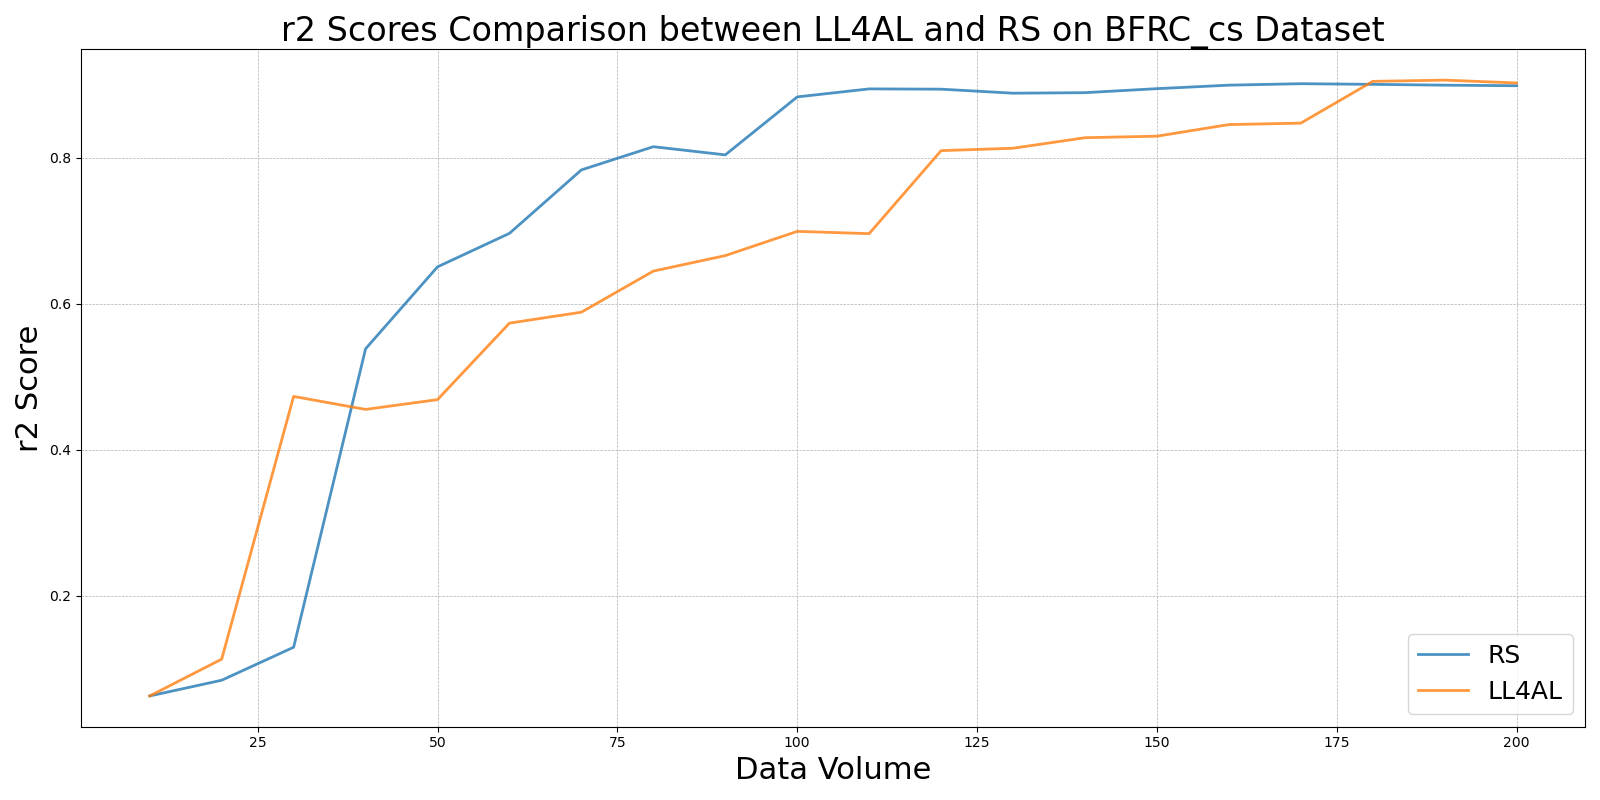 r2 Scores Comparison between LL4AL and RS on BFRC_cs Dataset
r2 Score
0.8
0.6
0.4
0.2
25 50 75 100 125 150 175 200
Data Volume
RS
LL4AL